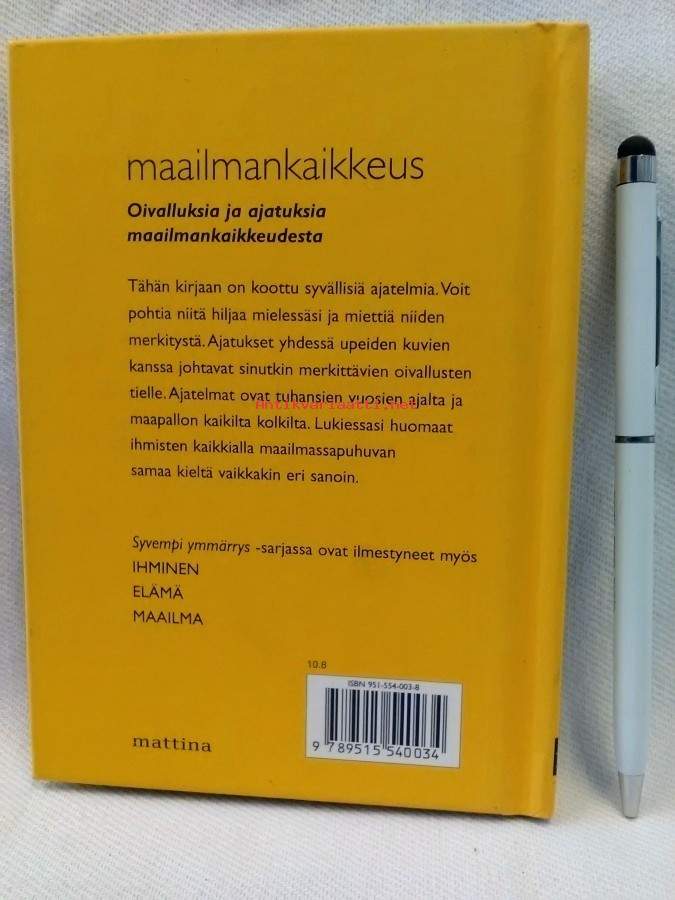 maailmankaikkeus
Oivalluksia ja ajatuksia
maailmankaikkeudesta
Tähän kirjaan on koottu syvällisiä ajatelmia. Voit
pohtia niitä hiljaa mielessäsi ja miettiä niiden
merkitystä. Ajatukset yhdessä upeiden kuvien
kanssa johtavat sinutkin merkittävien oivallusten
tielle. Ajatelmat ovat tuhansien vuosien ajalta ja
Antikvariaatti.net
maapallon kaikilta kolkilta. Lukiessasi huomaat
ihmisten kaikkialla maailmassapuhuvan
samaa kieltä vaikkakin eri sanoin.
Syvempi ymmärrys -sarjassa ovat ilmestyneet myös
IHMINEN
ELÄMÄ
MAAILMA
10.8
ISBN 951-554-003-8
9 789515 540034
mattina